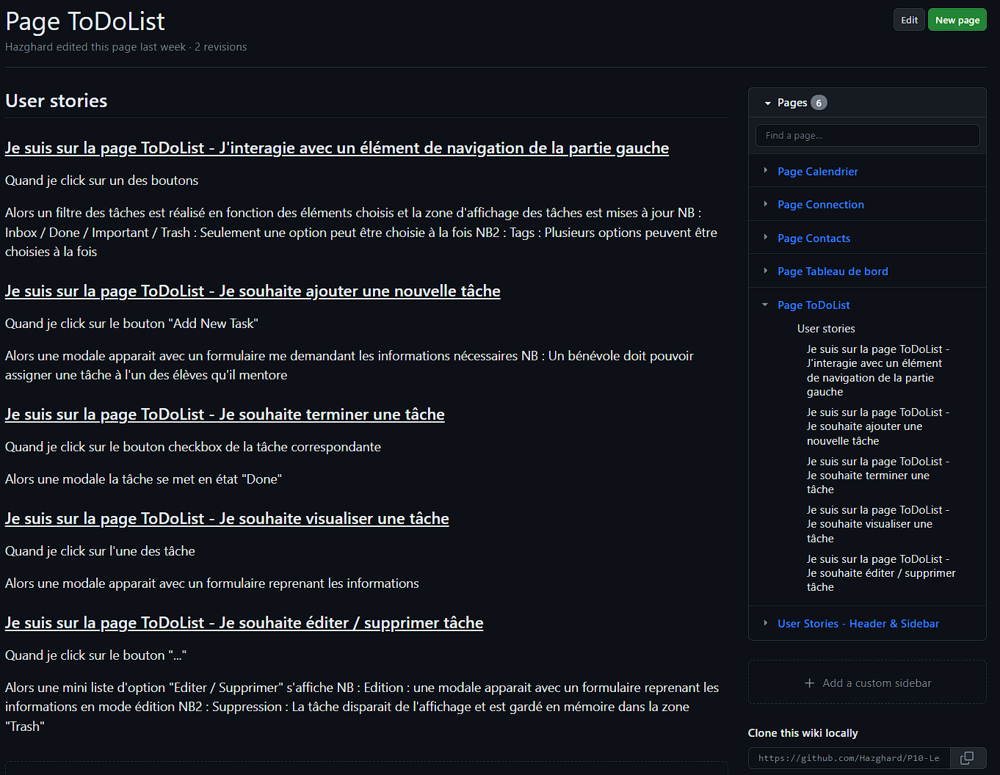 Page ToDoList
Edit
New page
Hazghard edited this page last week · 2 revisions
User stories
Je suis sur la page ToDoList - J'interagie avec un élément de navigation de la partie gauche
Quand je click sur un des boutons
Alors un filtre des tâches est réalisé en fonction des éléments choisis et la zone d'affichage des tâches est mises à jour NB :
Inbox / Done / Important / Trash : Seulement une option peut être choisie à la fois NB2 : Tags : Plusieurs options peuvent être
choisies à la fois
Je suis sur la page ToDoList - Je souhaite ajouter une nouvelle tâche
Quand je click sur le bouton "Add New Task"
Alors une modale apparait avec un formulaire me demandant les informations nécessaires NB : Un bénévole doit pouvoir
assigner une tâche à l'un des élèves qu'il mentore
Je suis sur la page ToDoList - Je souhaite terminer une tâche
Quand je click sur le bouton checkbox de la tâche correspondante
Alors une modale la tâche se met en état "Done"
Je suis sur la page ToDoList - Je souhaite visualiser une tâche
Quand je click sur l'une des tâche
Alors une modale apparait avec un formulaire reprenant les informations
Je suis sur la page ToDoList - Je souhaite éditer / supprimer tâche
Quand je click sur le bouton "..."
Alors une mini liste d'option "Editer / Supprimer" s'affiche NB : Edition : une modale apparait avec un formulaire reprenant les
informations en mode édition NB2 : Suppression : La tâche disparait de l'affichage et est gardé en mémoire dans la zone
"Trash"
Pages 6
Find a page...
Page Calendrier
Page Connection
Page Contacts
Page Tableau de bord
Page ToDoList
User stories
Je suis sur la page ToDoList -
J'interagie avec un élément
de navigation de la partie
gauche
Je suis sur la page ToDoList -
Je souhaite ajouter une
nouvelle tâche
Je suis sur la page ToDoList -
Je souhaite terminer une
tâche
Je suis sur la page ToDoList -
Je souhaite visualiser une
tâche
Je suis sur la page ToDoList -
Je souhaite éditer / supprimer
tâche
User Stories - Header & Sidebar
+ Add a custom sidebar
Clone this wiki locally
https://github.com/Hazghard/P10-Le